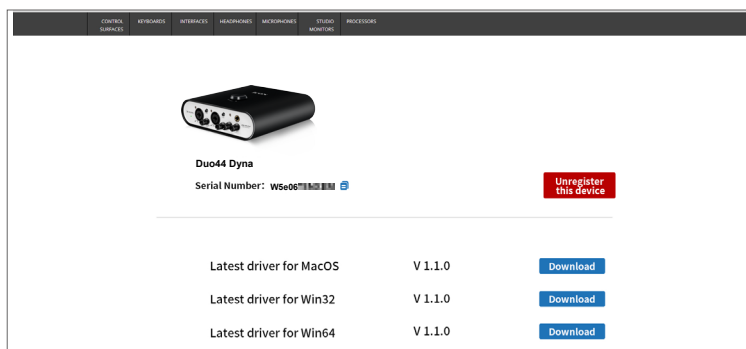 CONTROL SURFACES KEYBOARDS INTERFACES HEADPHONES MICROPHONES STUDIO MONITORS PROCESSORS
Duo44 Dyna
Serial Number: W5e06
Unregister
this device
Latest driver for MacOS V 1.1.0 Download
Latest driver for Win32 V 1.1.0 Download
Latest driver for Win64 V 1.1.0 Download